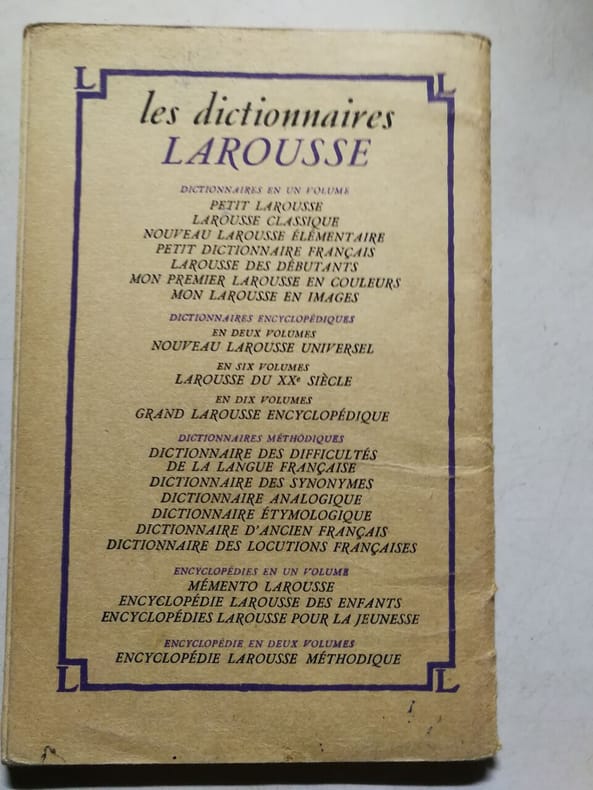 L L
les dictionnaires
LAROUSSE
DICTIONNAIRES EN UN VOLUME
PETIT LAROUSSE
LAROUSSE CLASSIQUE
NOUVEAU LAROUSSE ÉLÉMENTAIRE
PETIT DICTIONNAIRE FRANÇAIS
LAROUSSE DES DÉBUTANTS
MON PREMIER LAROUSSE EN COULEURS
MON LAROUSSE EN IMAGES
DICTIONNAIRES ENCYCLOPÉDIQUES
EN DEUX VOLUMES
NOUVEAU LAROUSSE UNIVERSEL
EN SIX VOLUMES
LAROUSSE DU XXe SIÈCLE
EN DIX VOLUMES
GRAND LAROUSSE ENCYCLOPÉDIQUE
DICTIONNAIRES MÉTHODIQUES
DICTIONNAIRE DES DIFFICULTÉS
DE LA LANGUE FRANÇAISE
DICTIONNAIRE DES SYNONYMES
DICTIONNAIRE ANALOGIQUE
DICTIONNAIRE ÉTYMOLOGIQUE
DICTIONNAIRE D'ANCIEN FRANÇAIS
DICTIONNAIRE DES LOCUTIONS FRANÇAISES
ENCYCLOPÉDIES EN UN VOLUME
MÉMENTO LAROUSSE
ENCYCLOPÉDIE LAROUSSE DES ENFANTS
ENCYCLOPÉDIES LAROUSSE POUR LA JEUNESSE
ENCYCLOPÉDIE EN DEUX VOLUMES
ENCYCLOPÉDIE LAROUSSE MÉTHODIQUE
L L